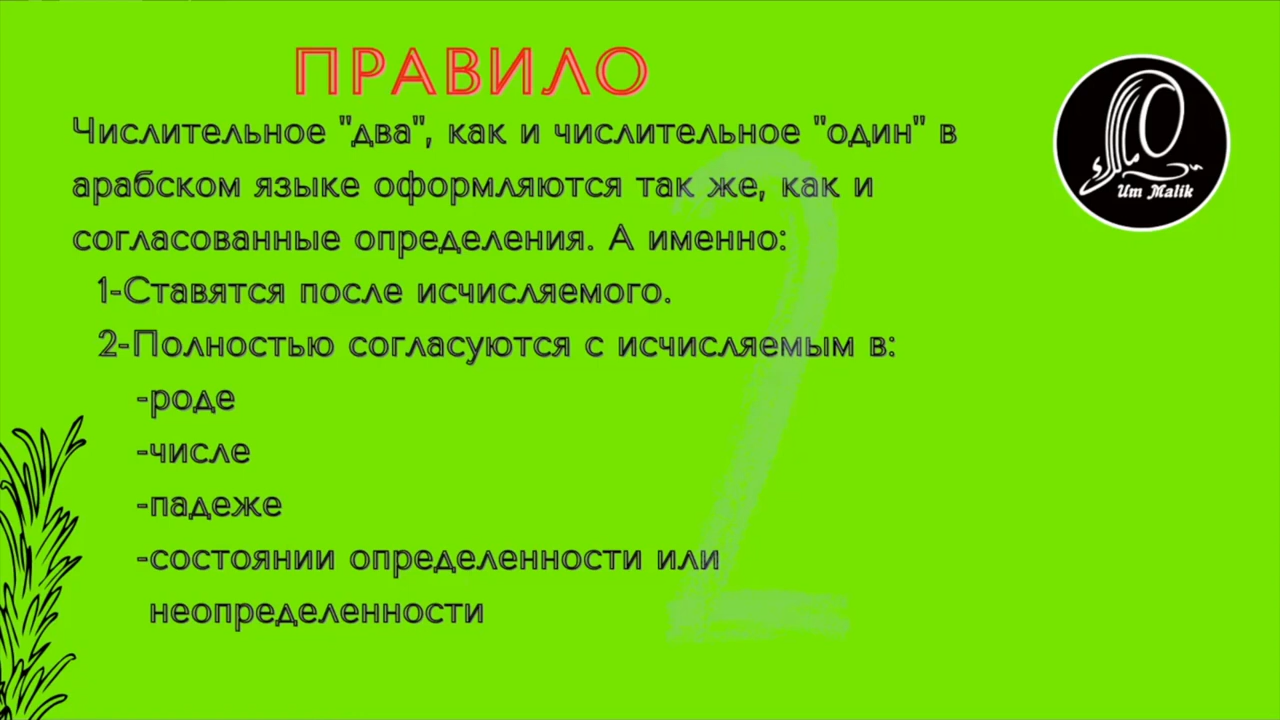 ПРАВИЛО
Числительное "два", как и числительное "один" в
арабском языке оформляются так же, как и
согласованные определения. А именно:
1-Ставятся после исчисляемого.
2-Полностью согласуются с исчисляемым в:
-роде
-числе
-падеже
-состоянии определенности или
неопределенности
2
Um Malik